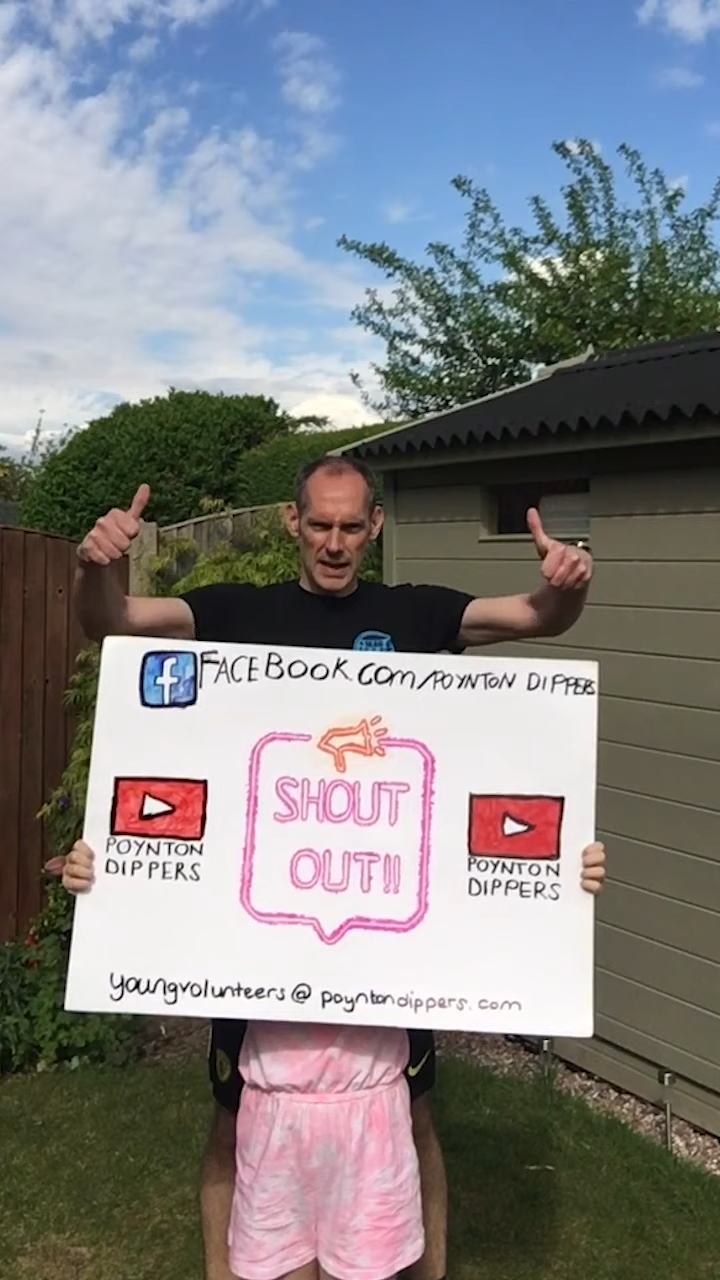 f FACEBOOK.com/POYNTON DIPPERS
SHOUT
OUT!!
POYNTON
DIPPERS
POYNTON
DIPPERS
youngvolunteers@poyntondippers.com